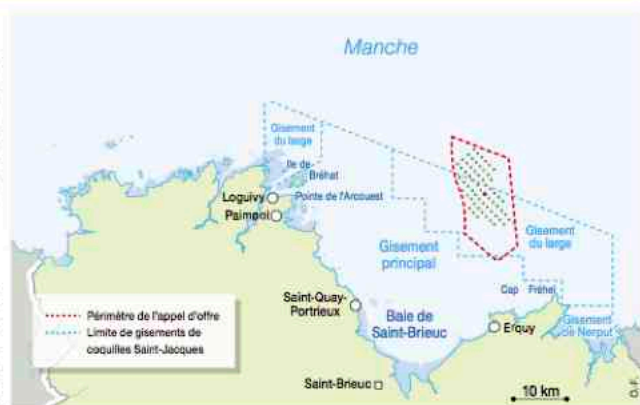 Manche
Gisement
du large
Ile de
Bréhat
Pointe de l'Arcouest
Loguivy
Paimpol
Gisement
principal
Gisement
du large
Saint-Quay-
Portrieux
Baie de
Saint-Brieuc
Cap Fréhel
Erquy
Gisement
de Nerput
Saint-Brieuc
Périmètre de l'appel d'offre
Limite de gisements de
coquilles Saint-Jacques
10 km
O.-F.